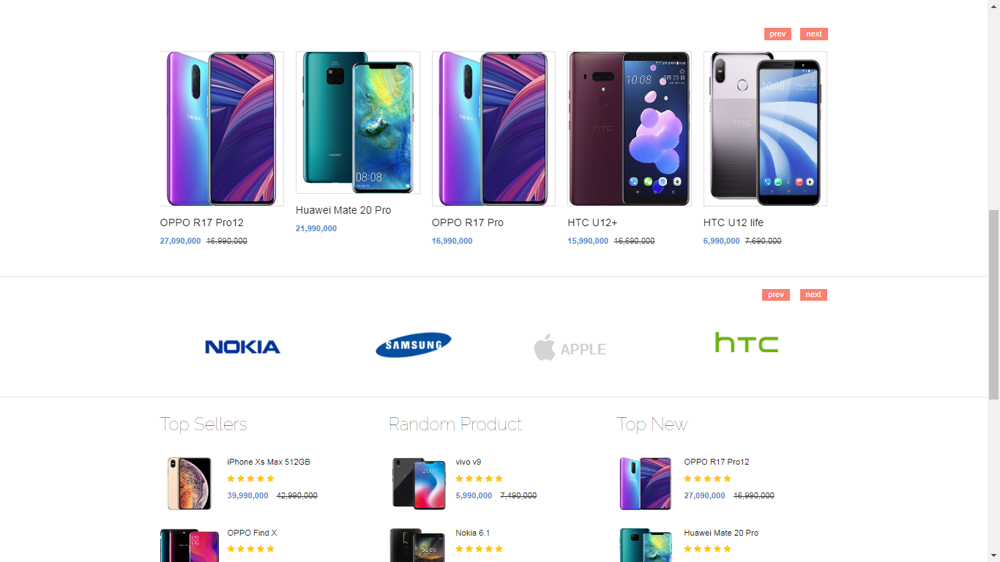 prev next
OPPO R17 Pro12
27,090,000 16,990,000
Huawei Mate 20 Pro
21,990,000
OPPO R17 Pro
16,990,000
HTC U12+
15,990,000 16,690,000
HTC U12 life
6,990,000 7,690,000
prev next
NOKIA
SAMSUNG
APPLE
hTC
Top Sellers
iPhone Xs Max 512GB
39,990,000 42,990,000
OPPO Find X
Random Product
vivo v9
5,990,000 7,490,000
Nokia 6.1
Top New
OPPO R17 Pro12
27,090,000 16,990,000
Huawei Mate 20 Pro